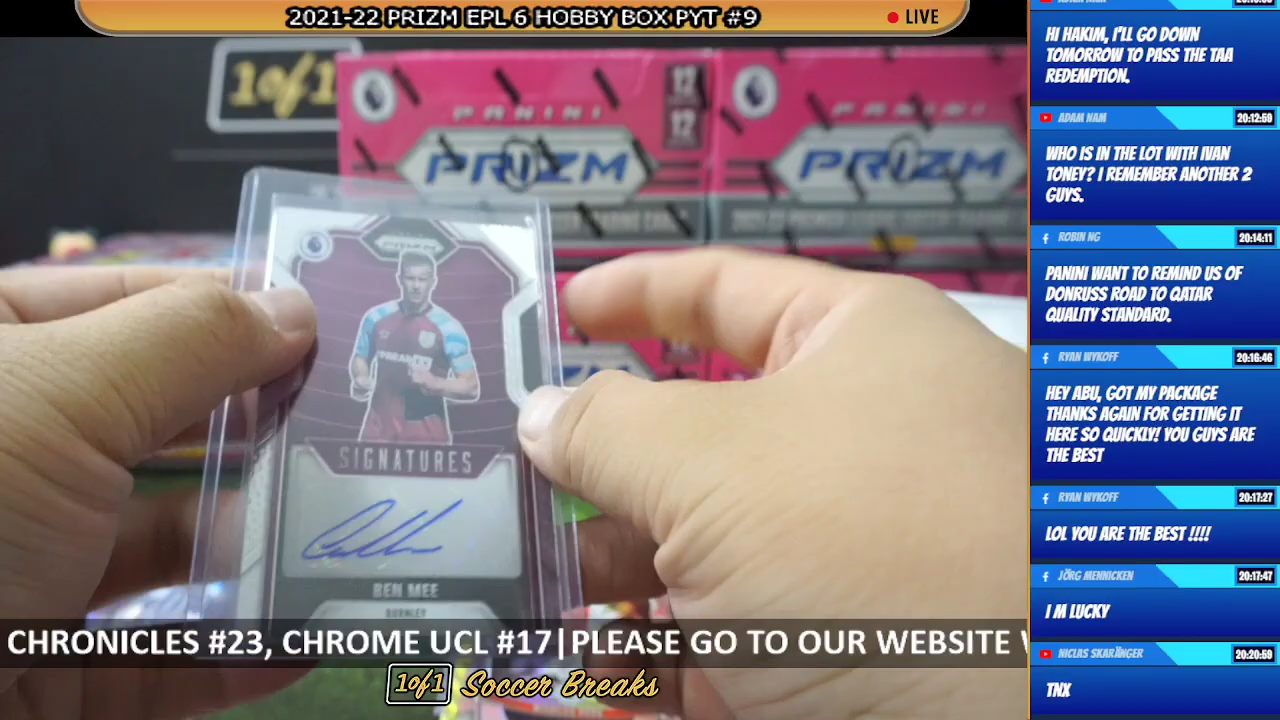 2021-22 PRIZM EPL 6 HOBBY BOX PYT #9
LIVE
1of1
PANINI
PRIZM
12
12
PANINI
PRIZM
PRIZM
SIGNATURES
BEN MEE
BURNLEY
CHRONICLES #23, CHROME UCL #17|PLEASE GO TO OUR WEBSITE
1of1 Soccer Breaks
HI HAKIM, I'LL GO DOWN
TOMORROW TO PASS THE TAA
REDEMPTION.
ADAM NAM
20:12:59
WHO IS IN THE LOT WITH IVAN
TONEY? I REMEMBER ANOTHER 2
GUYS.
ROBIN NG
20:14:11
PANINI WANT TO REMIND US OF
DONRUSS ROAD TO QATAR
QUALITY STANDARD.
RYAN WYKOFF
20:16:46
HEY ABU, GOT MY PACKAGE
THANKS AGAIN FOR GETTING IT
HERE SO QUICKLY! YOU GUYS ARE
THE BEST
RYAN WYKOFF
20:17:27
LOL YOU ARE THE BEST !!!!
JÖRG MENNICKEN
20:17:47
I M LUCKY
NICLAS SKARÄNGER
20:20:59
TNX